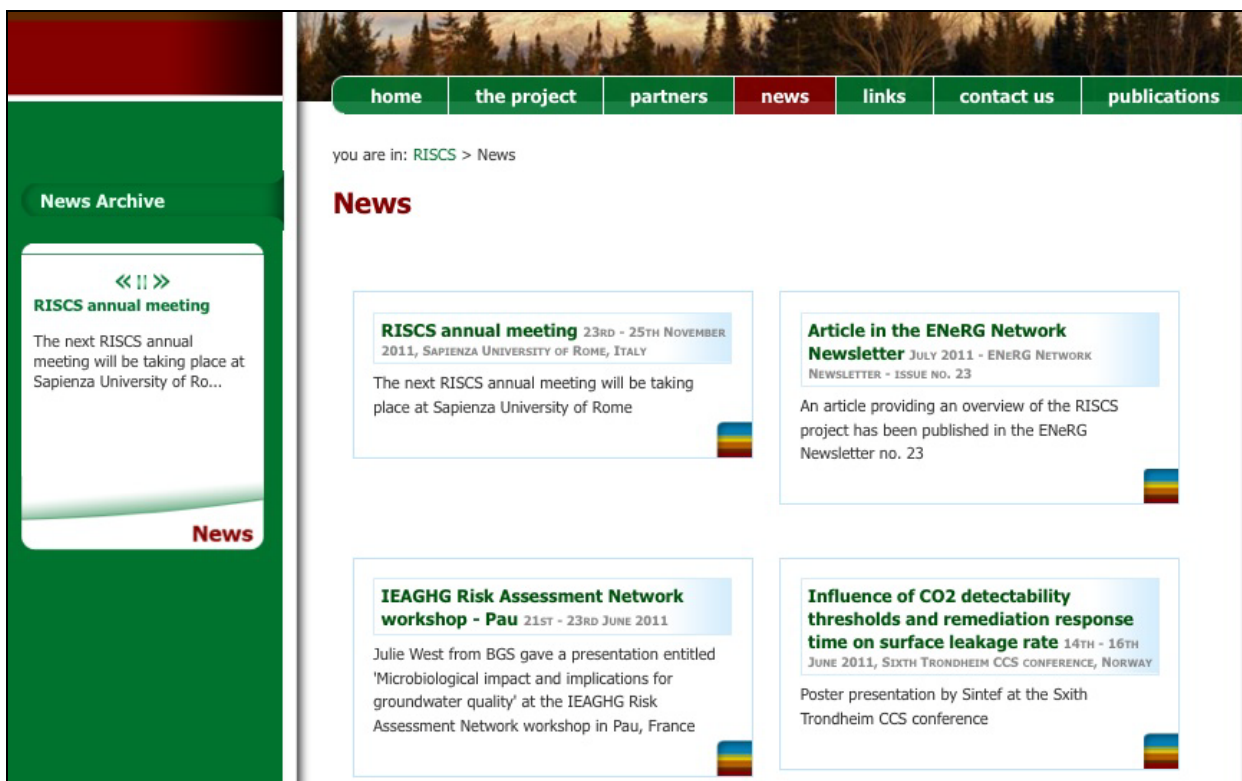 home the project partners news links contact us publications
you are in: RISCS > News
News Archive
News
« || »
RISCS annual meeting
The next RISCS annual
meeting will be taking place at
Sapienza University of Ro...
News
RISCS annual meeting 23RD - 25TH NOVEMBER
2011, SAPIENZA UNIVERSITY OF ROME, ITALY
The next RISCS annual meeting will be taking
place at Sapienza University of Rome
Article in the ENeRG Network
Newsletter JULY 2011 - ENERG NETWORK
NEWSLETTER - ISSUE NO. 23
An article providing an overview of the RISCS
project has been published in the ENeRG
Newsletter no. 23
IEAGHG Risk Assessment Network
workshop - Pau 21ST - 23RD JUNE 2011
Julie West from BGS gave a presentation entitled
'Microbiological impact and implications for
groundwater quality' at the IEAGHG Risk
Assessment Network workshop in Pau, France
Influence of CO2 detectability
thresholds and remediation response
time on surface leakage rate 14TH - 16TH
JUNE 2011, SIXTH TRONDHEIM CCS CONFERENCE, NORWAY
Poster presentation by Sintef at the Sxith
Trondheim CCS conference